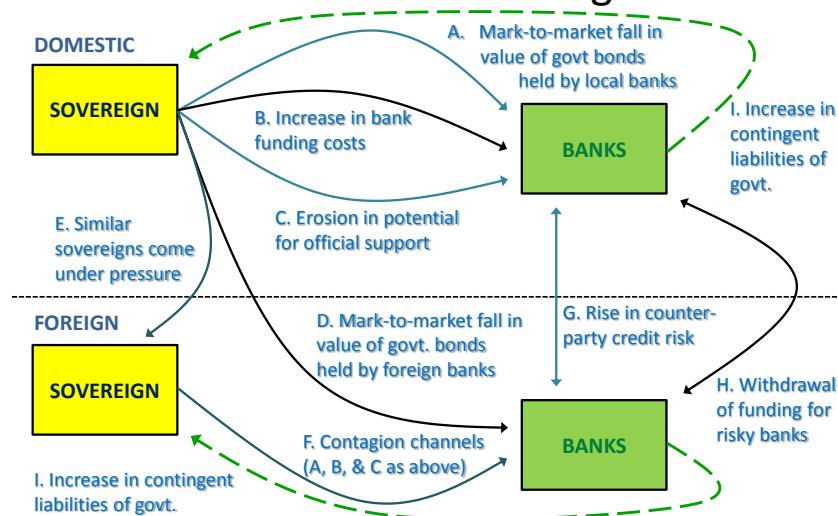 DOMESTIC
SOVEREIGN
A. Mark-to-market fall in
value of govt bonds
held by local banks
B. Increase in bank
funding costs
BANKS
I. Increase in
contingent
liabilities of
govt.
C. Erosion in potential
for official support
E. Similar
sovereigns come
under pressure
FOREIGN
SOVEREIGN
D. Mark-to-market fall in
value of govt. bonds
held by foreign banks
G. Rise in counter-
party credit risk
H. Withdrawal
of funding for
risky banks
BANKS
F. Contagion channels
(A, B, & C as above)
I. Increase in contingent
liabilities of govt.